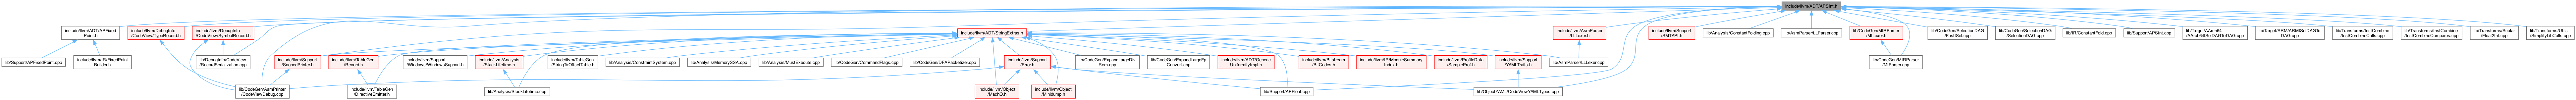 include/llvm/ADT/APSInt.h
include/llvm/ADT/APFixed
Point.h
include/llvm/DebugInfo
/CodeView/TypeRecord.h
include/llvm/DebugInfo
/CodeView/SymbolRecord.h
include/llvm/ADT/StringExtras.h
include/llvm/AsmParser
/LLLexer.h
include/llvm/Support
/SMTAPI.h
lib/Analysis/ConstantFolding.cpp
lib/AsmParser/LLParser.cpp
lib/CodeGen/MIRParser
/MILexer.h
lib/CodeGen/SelectionDAG
/FastISel.cpp
lib/CodeGen/SelectionDAG
/SelectionDAG.cpp
lib/IR/ConstantFold.cpp
lib/Support/APSInt.cpp
lib/Target/AArch64
/AArch64ISelDAGToDAG.cpp
lib/Target/ARM/ARMISelDAGTo
DAG.cpp
lib/Transforms/InstCombine
/InstCombineCalls.cpp
lib/Transforms/InstCombine
/InstCombineCompares.cpp
lib/Transforms/Scalar
/Float2Int.cpp
lib/Transforms/Utils
/SimplifyLibCalls.cpp
lib/Support/APFixedPoint.cpp
include/llvm/IR/FixedPoint
Builder.h
lib/DebugInfo/CodeView
/RecordSerialization.cpp
include/llvm/Support
/ScopedPrinter.h
include/llvm/TableGen
/Record.h
include/llvm/Support
/Windows/WindowsSupport.h
include/llvm/Analysis
/StackLifetime.h
include/llvm/TableGen
/StringToOffsetTable.h
lib/Analysis/ConstraintSystem.cpp
lib/Analysis/MemorySSA.cpp
lib/Analysis/MustExecute.cpp
lib/CodeGen/CommandFlags.cpp
lib/CodeGen/DFAPacketizer.cpp
include/llvm/Support
/Error.h
lib/CodeGen/ExpandLargeDiv
Rem.cpp
lib/CodeGen/ExpandLargeFp
Convert.cpp
include/llvm/ADT/Generic
UniformityImpl.h
include/llvm/Bitstream
/BitCodes.h
include/llvm/IR/ModuleSummary
Index.h
include/llvm/ProfileData
/SampleProf.h
include/llvm/Support
/YAMLTraits.h
lib/AsmParser/LLLexer.cpp
lib/CodeGen/MIRParser
/MIParser.cpp
lib/CodeGen/AsmPrinter
/CodeViewDebug.cpp
include/llvm/TableGen
/DirectiveEmitter.h
lib/Analysis/StackLifetime.cpp
include/llvm/Object
/MachO.h
include/llvm/Object
/Minidump.h
lib/Support/APFloat.cpp
lib/ObjectYAML/CodeViewYAMLTypes.cpp